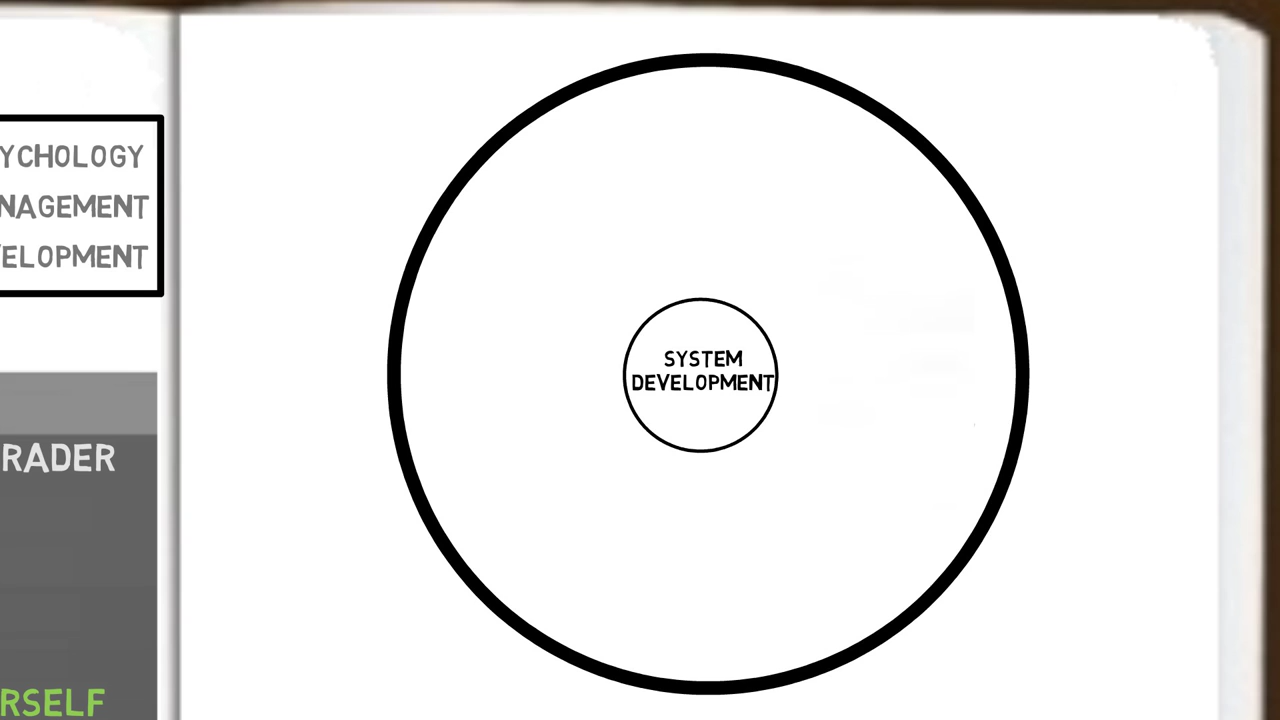 YCHOLOGY
NAGEMENT
ELOPMENT
RADER
RSELF
SYSTEM
DEVELOPMENT